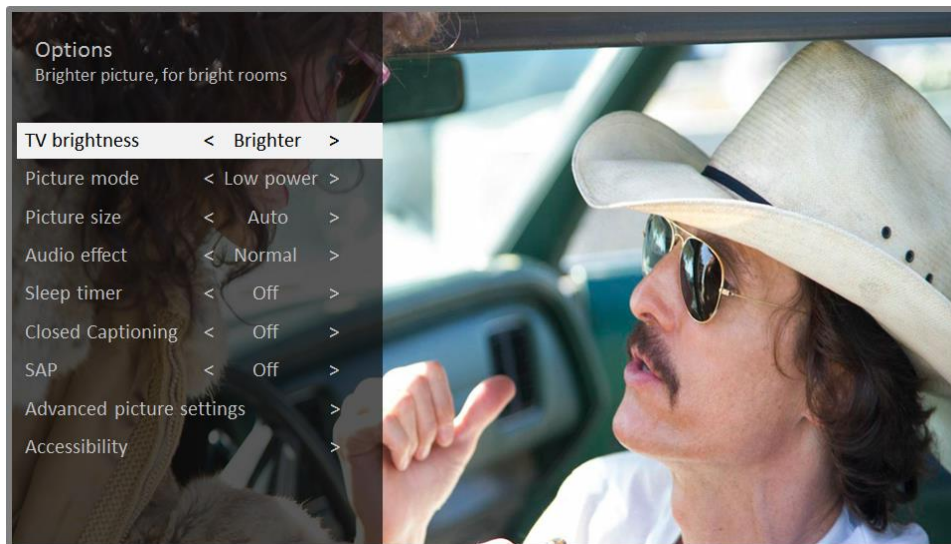 Options
Brighter picture, for bright rooms
TV brightness < Brighter >
Picture mode < Low power >
Picture size < Auto >
Audio effect < Normal >
Sleep timer < Off >
Closed Captioning < Off >
SAP < Off >
Advanced picture settings >
Accessibility >